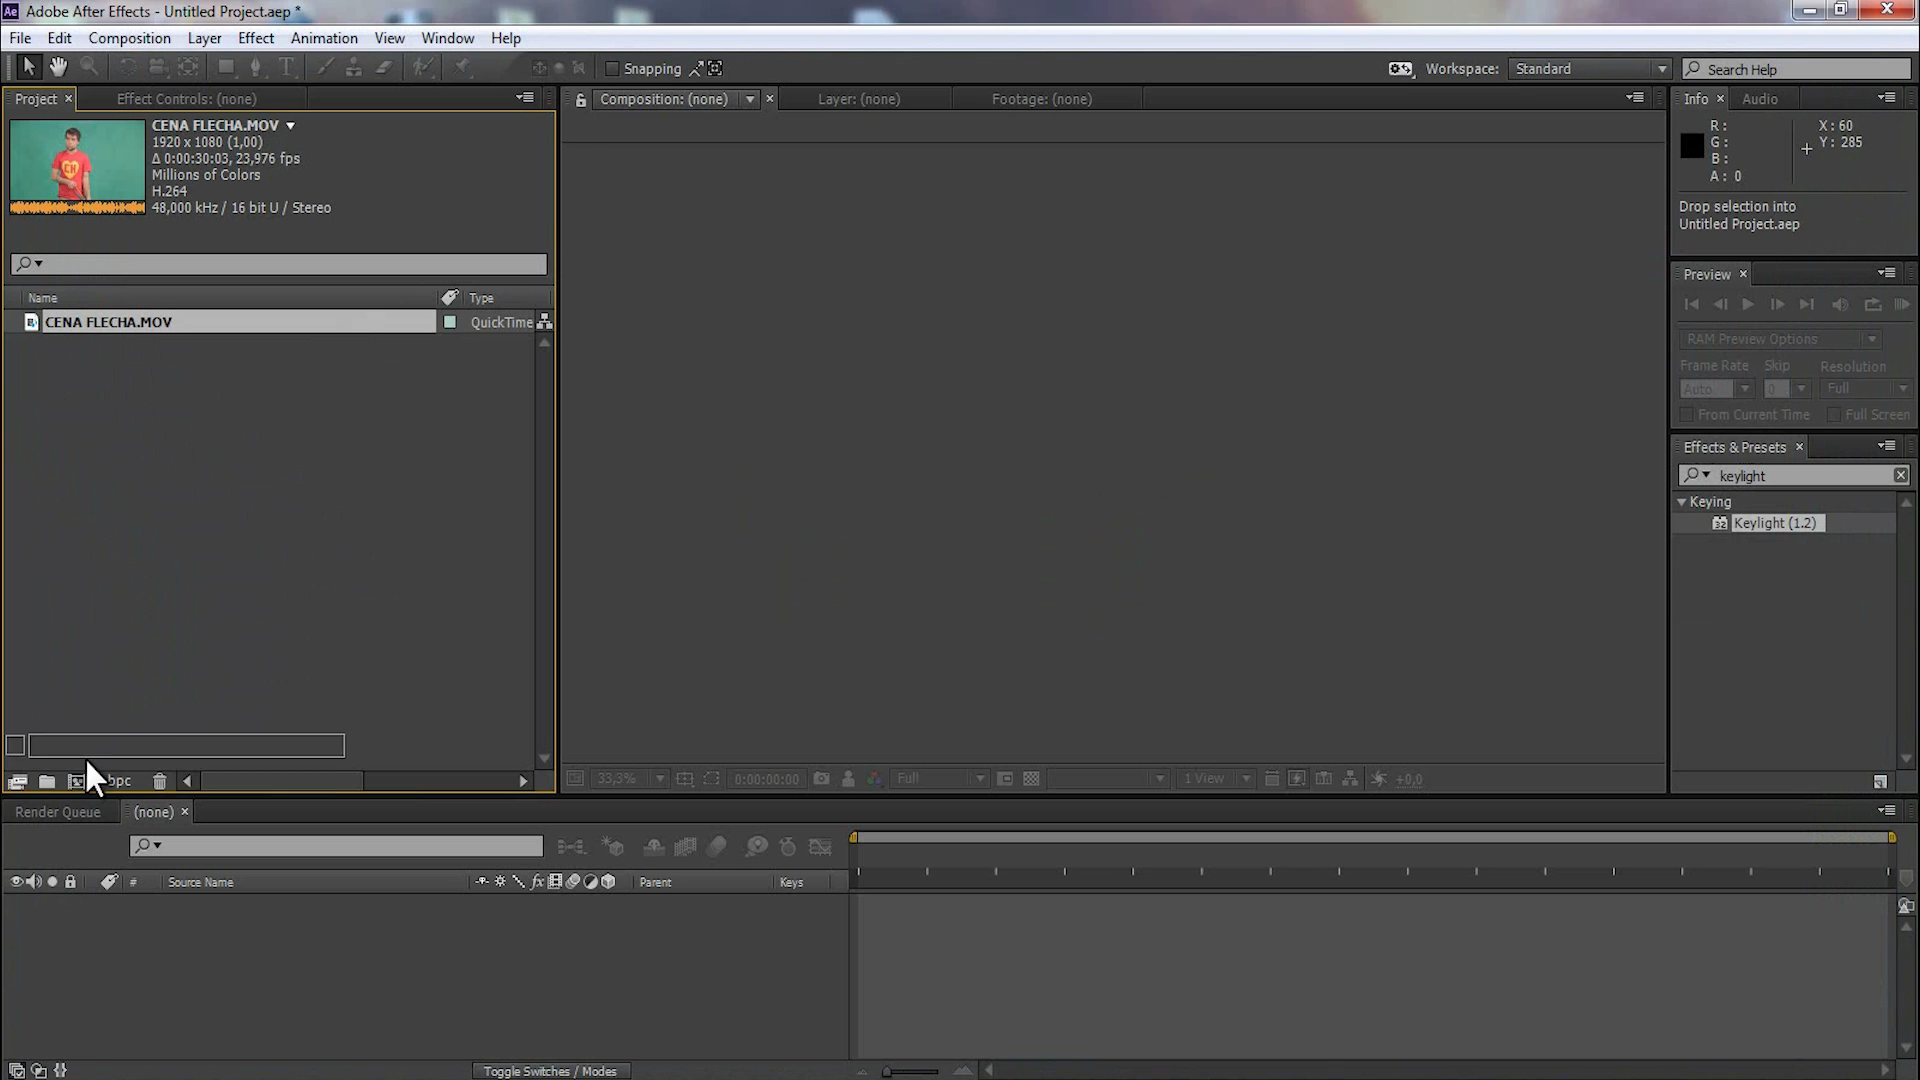 Ae Adobe After Effects - Untitled Project.aep *
File Edit Composition Layer Effect Animation View Window Help
Snapping Workspace: Standard Search Help
Project Effect Controls: (none) Composition: (none) Layer: (none) Footage: (none) Info Audio
CENA FLECHA.MOV
1920 x 1080 (1,00)
Δ 0:00:30:03, 23,976 fps
Millions of Colors
H.264
48,000 kHz / 16 bit U / Stereo
R:
G:
B:
A: 0
X: 60
Y: 285
Drop selection into
Untitled Project.aep
Name Type
CENA FLECHA.MOV QuickTime
Preview
RAM Preview Options
Frame Rate Skip Resolution
Auto 0 Full
From Current Time Full Screen
Effects & Presets
keylight
Keying
32 Keylight (1.2)
bpc
33,3% 0:00:00:00 Full 1 View +0,0
Render Queue (none)
# Source Name fx Parent Keys
Toggle Switches / Modes